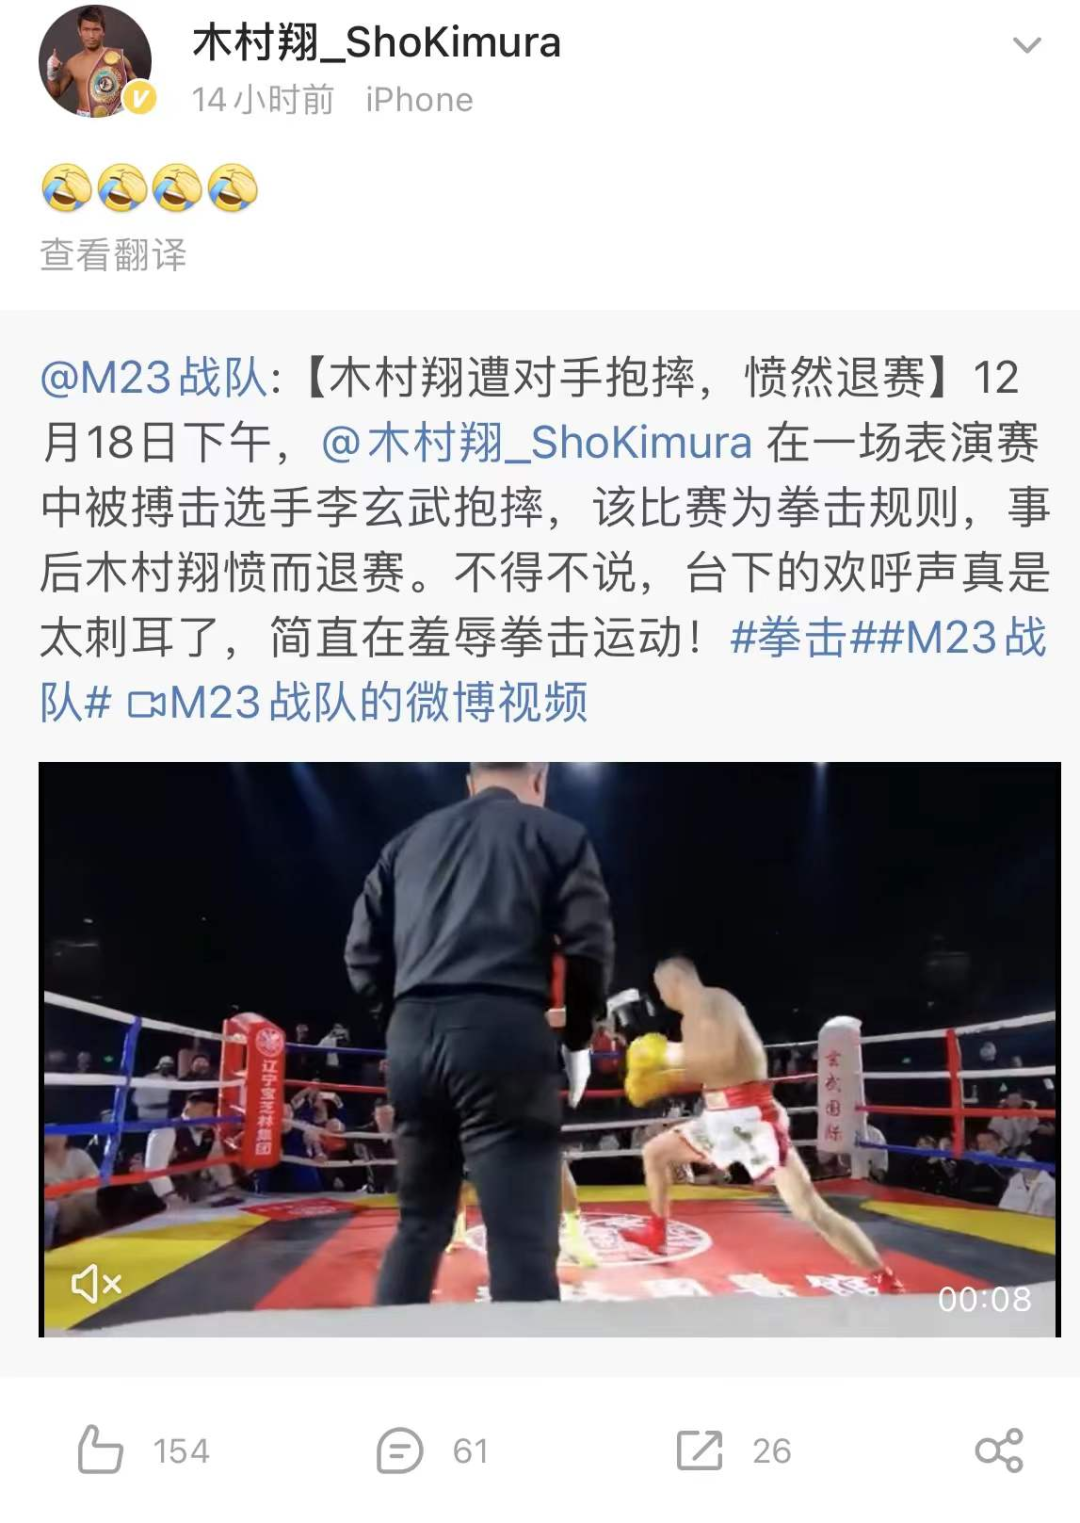 木村翔_ShoKimura
14小时前 iPhone
查看翻译
@M23战队:【木村翔遭对手抱摔，愤然退赛】12
月18日下午，@木村翔_ShoKimura 在一场表演赛
中被搏击选手李玄武抱摔，该比赛为拳击规则，事
后木村翔愤而退赛。不得不说，台下的欢呼声真是
太刺耳了，简直在羞辱拳击运动！#拳击##M23战
队# M23战队的微博视频
辽宁宝芝林集团
玄武国际
00:08
154
61
26